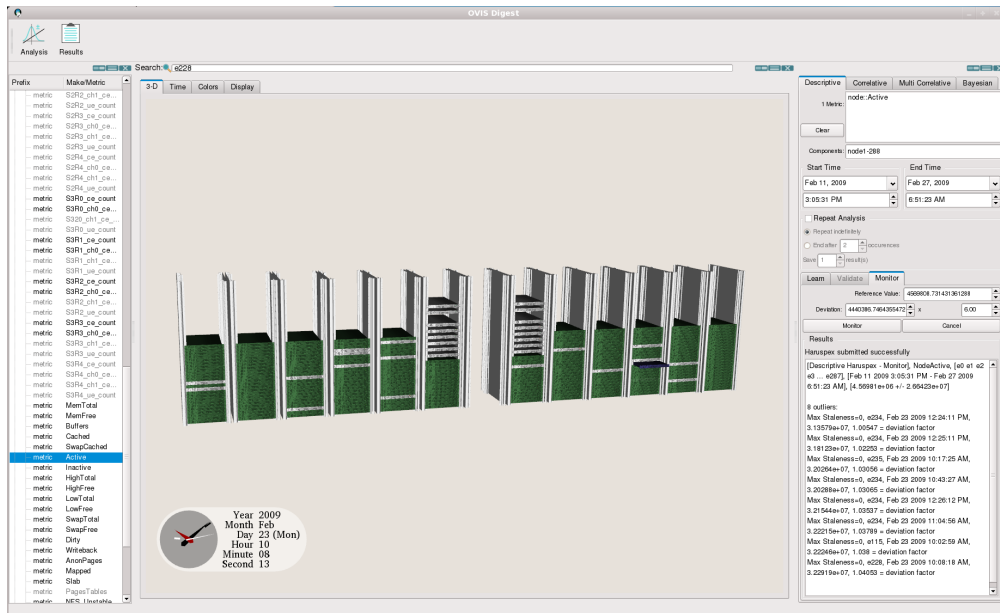 OVIS Digest
Analysis
Results
Search: e228
Prefix
Make/Metric
metric S2R2_ch1_ce...
metric S2R2_ue_count
metric S2R3_ce_count
metric S2R3_ch0_ce...
metric S2R3_ch1_ce...
metric S2R3_ue_count
metric S2R4_ce_count
metric S2R4_ch0_ce...
metric S2R4_ch1_ce...
metric S2R4_ue_count
metric S3R0_ce_count
metric S3R0_ch0_ce...
metric S320_ch1_ce_...
metric S3R0_ue_count
metric S3R1_ce_count
metric S3R1_ch0_ce...
metric S3R1_ch1_ce...
metric S3R1_ue_count
metric S3R2_ce_count
metric S3R2_ch0_ce...
metric S3R2_ch1_ce...
metric S3R2_ue_count
metric S3R3_ce_count
metric S3R3_ch0_ce...
metric S3R3_ch1_ce...
metric S3R3_ue_count
metric S3R4_ce_count
metric S3R4_ch0_ce...
metric S3R4_ch1_ce...
metric S3R4_ue_count
metric MemTotal
metric MemFree
metric Buffers
metric Cached
metric SwapCached
metric Active
metric Inactive
metric HighTotal
metric HighFree
metric LowTotal
metric LowFree
metric SwapTotal
metric SwapFree
metric Dirty
metric Writeback
metric AnonPages
metric Mapped
metric Slab
metric PagesTables
metric NFS_Unstable
3-D
Time
Colors
Display
Year 2009
Month Feb
Day 23 (Mon)
Hour 10
Minute 08
Second 13
Descriptive
Correlative
Multi Correlative
Bayesian
1 Metric:
node::Active
Clear
Components: node1-288
Start Time
End Time
Feb 11, 2009
Feb 27, 2009
3:05:31 PM
6:51:23 AM
Repeat Analysis
Repeat indefinitely
End after 2 occurences
Save 1 result(s)
Learn
Validate
Monitor
Reference Value: 4569808.731431361288
Deviation: 4440386.7464355472 x 6.00
Monitor
Cancel
Results
Haruspex submitted successfully
[Descriptive Haruspex - Monitor], NodeActive, [e0 e1 e2
e3 ... e287], [Feb 11 2009 3:05:31 PM - Feb 27 2009
6:51:23 AM], [4.56981e+06 +/- 2.66423e+07]
8 outliers:
Max Staleness=0, e234, Feb 23 2009 12:24:11 PM,
3.13579e+07, 1.00547 = deviation factor
Max Staleness=0, e234, Feb 23 2009 12:25:11 PM,
3.18123e+07, 1.02253 = deviation factor
Max Staleness=0, e235, Feb 23 2009 10:17:25 AM,
3.20264e+07, 1.03056 = deviation factor
Max Staleness=0, e234, Feb 23 2009 10:43:27 AM,
3.20288e+07, 1.03065 = deviation factor
Max Staleness=0, e234, Feb 23 2009 12:26:12 PM,
3.21544e+07, 1.03537 = deviation factor
Max Staleness=0, e234, Feb 23 2009 11:04:56 AM,
3.22215e+07, 1.03789 = deviation factor
Max Staleness=0, e115, Feb 23 2009 10:02:59 AM,
3.22246e+07, 1.038 = deviation factor
Max Staleness=0, e228, Feb 23 2009 10:08:18 AM,
3.22919e+07, 1.04053 = deviation factor